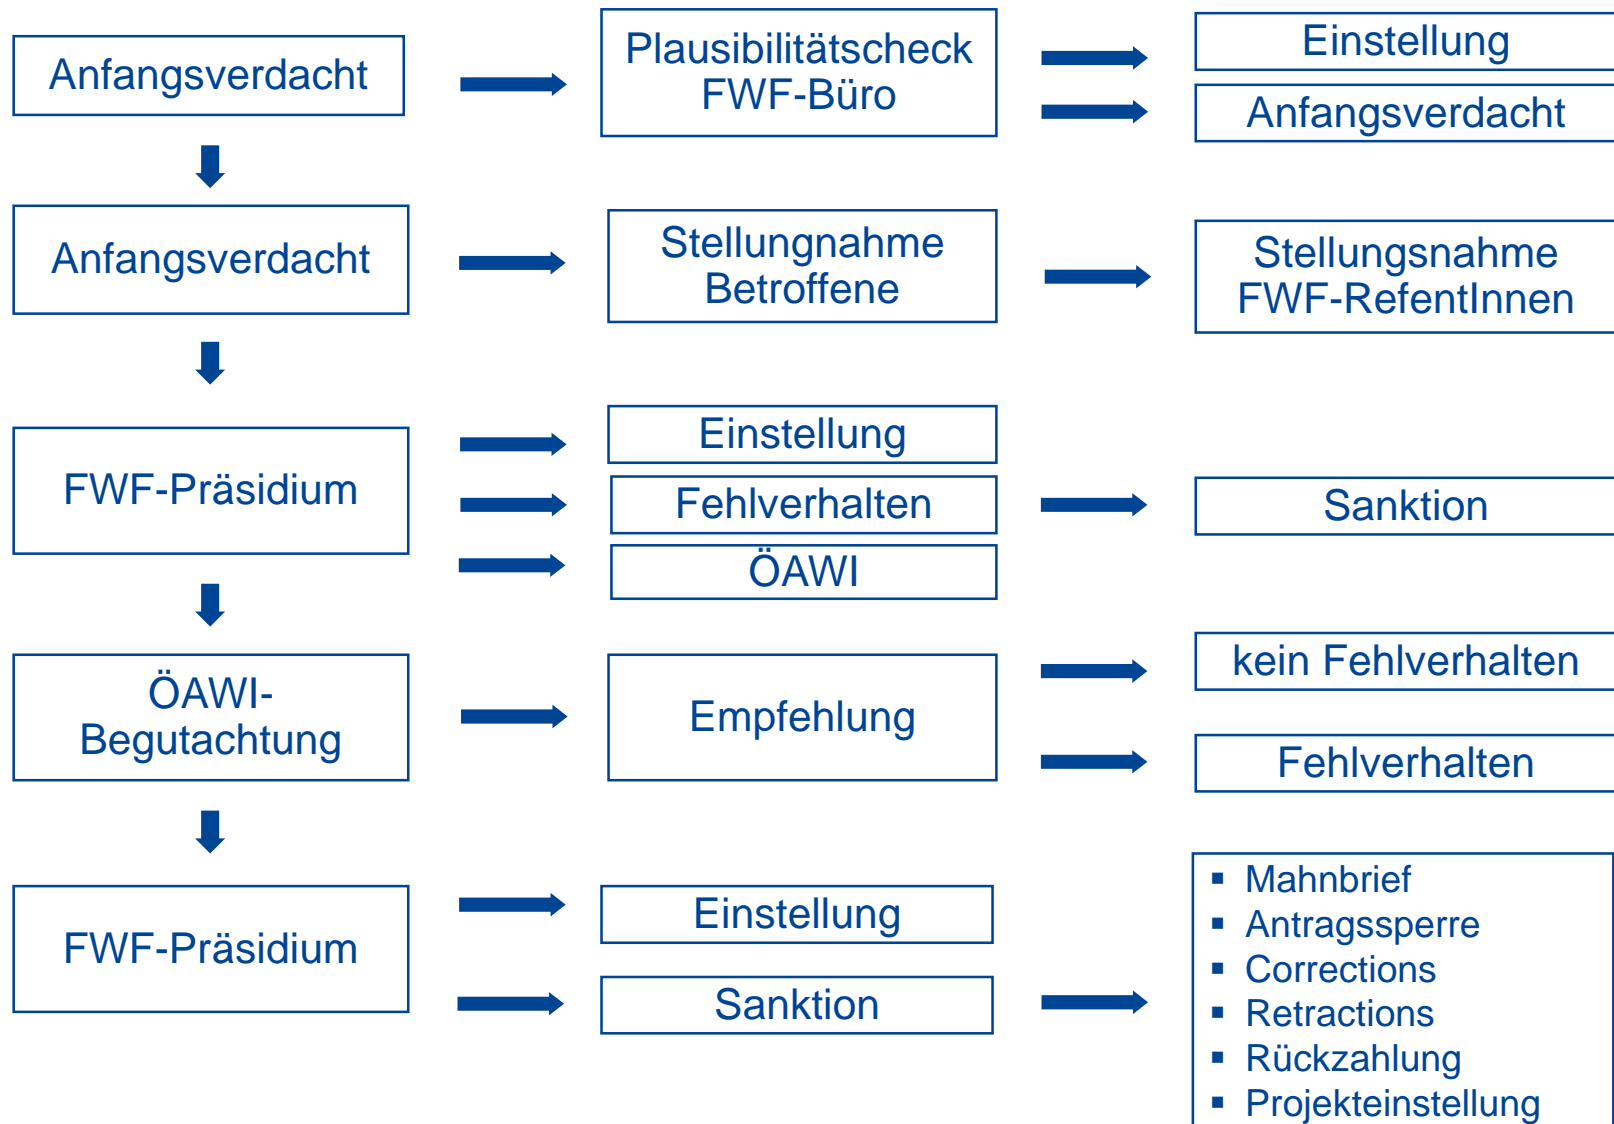 Anfangsverdacht
Plausibilitätscheck
FWF-Büro
Einstellung
Anfangsverdacht
Anfangsverdacht
Stellungnahme
Betroffene
Stellungsnahme
FWF-RefentInnen
FWF-Präsidium
Einstellung
Fehlverhalten
ÖAWI
Sanktion
ÖAWI-
Begutachtung
Empfehlung
kein Fehlverhalten
Fehlverhalten
FWF-Präsidium
Einstellung
Sanktion
▪ Mahnbrief
▪ Antragssperre
▪ Corrections
▪ Retractions
▪ Rückzahlung
▪ Projekteinstellung